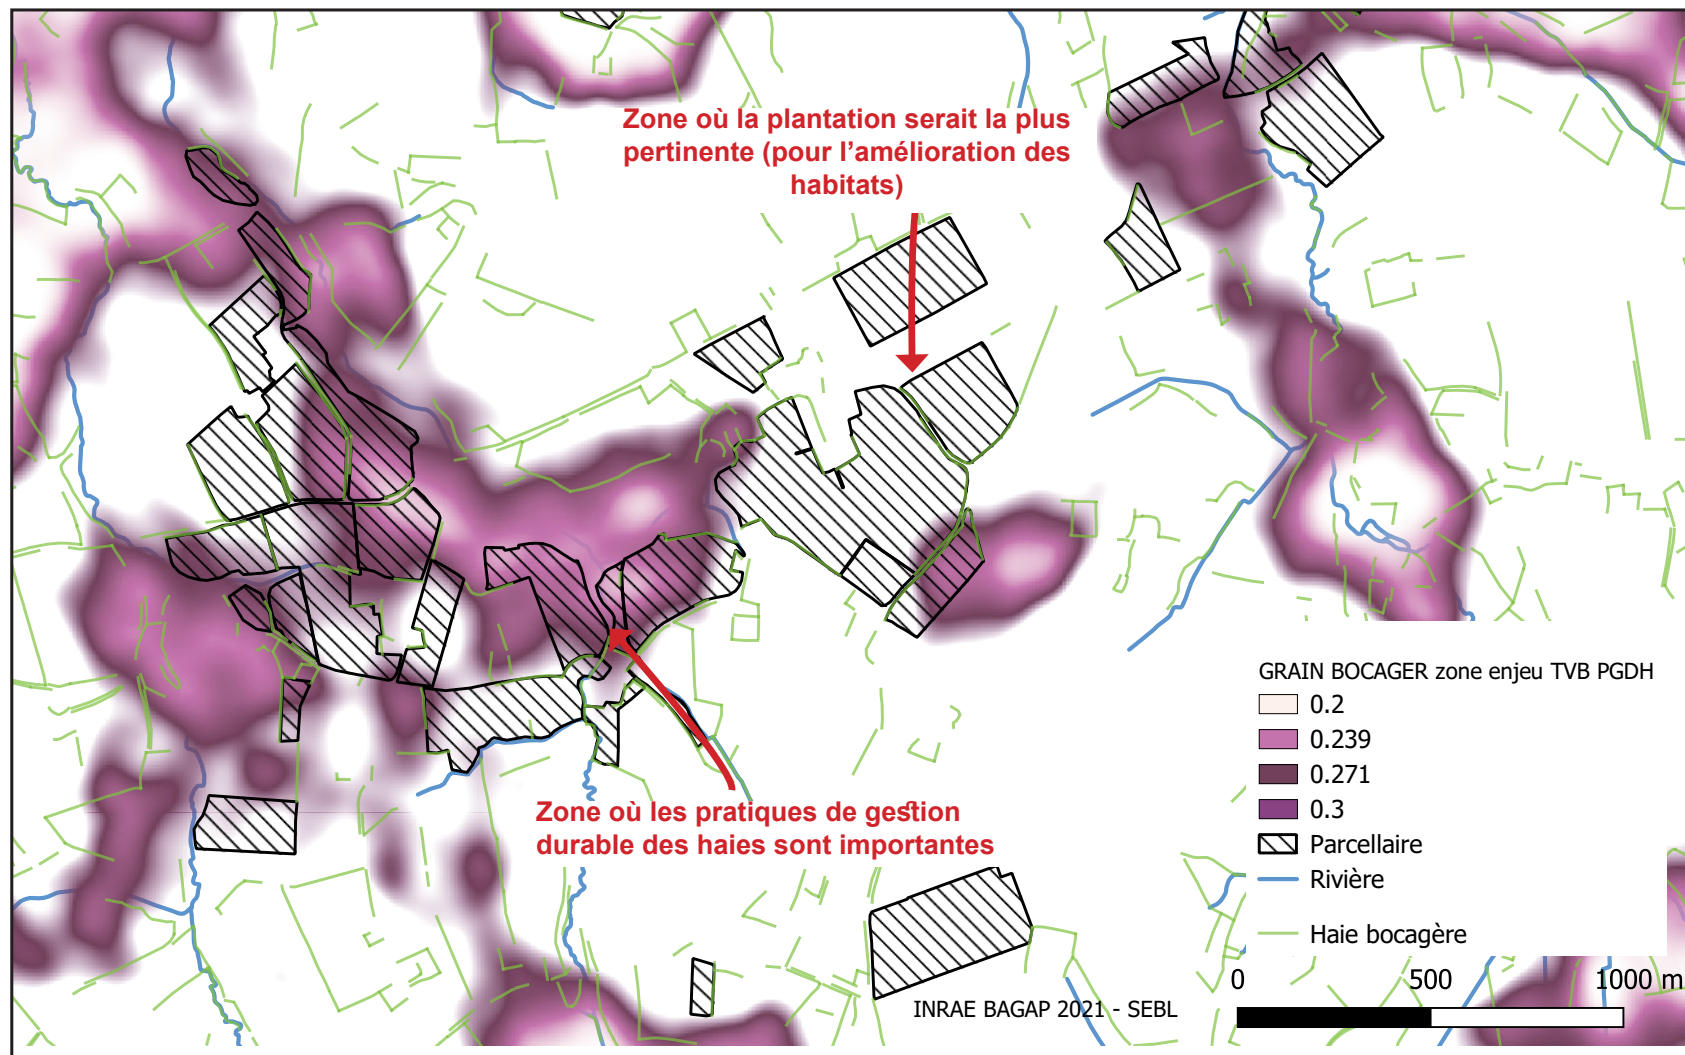 Zone où la plantation serait la plus
pertinente (pour l'amélioration des
habitats)
Zone où les pratiques de gestion
durable des haies sont importantes
GRAIN BOCAGER zone enjeu TVB PGDH
0.2
0.239
0.271
0.3
Parcellaire
Rivière
Haie bocagère
0 500 1000 m
INRAE BAGAP 2021 - SEBL